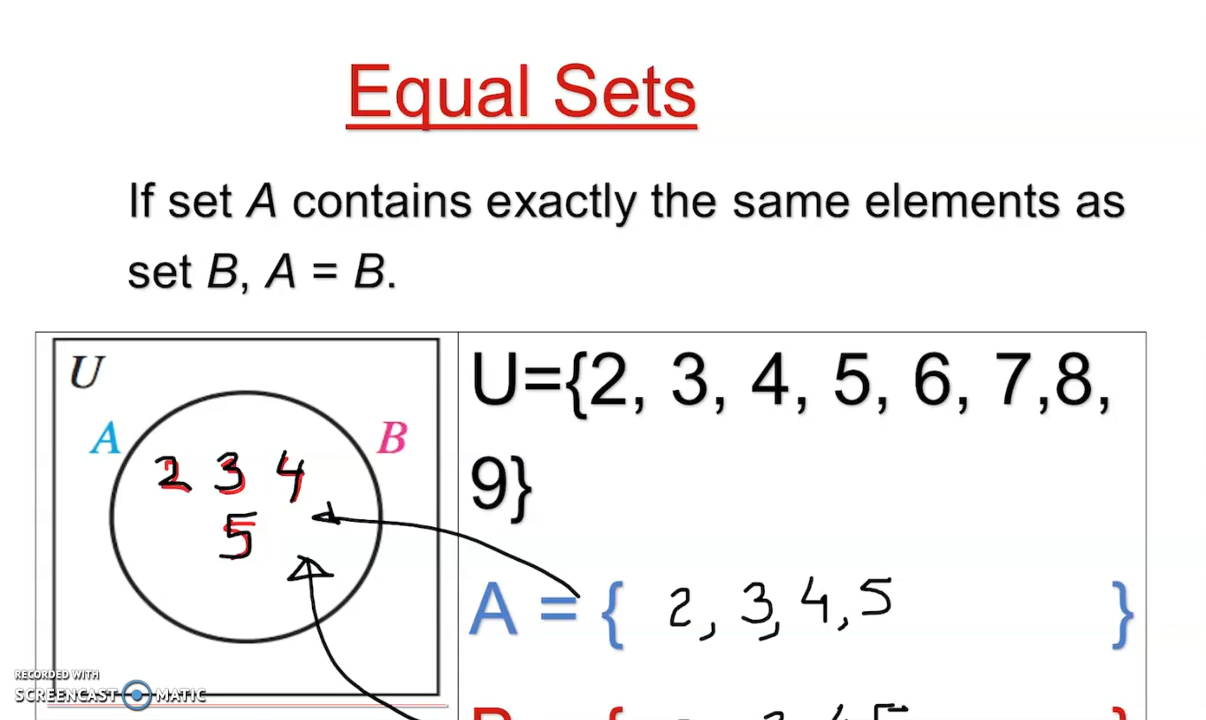 Equal Sets
If set A contains exactly the same elements as
set B, A = B.
U
A
B
2 3 4
5
U={2, 3, 4, 5, 6, 7,8,
9}
A = { 2, 3, 4, 5 }
RECORDED WITH
SCREENCAST MATIC